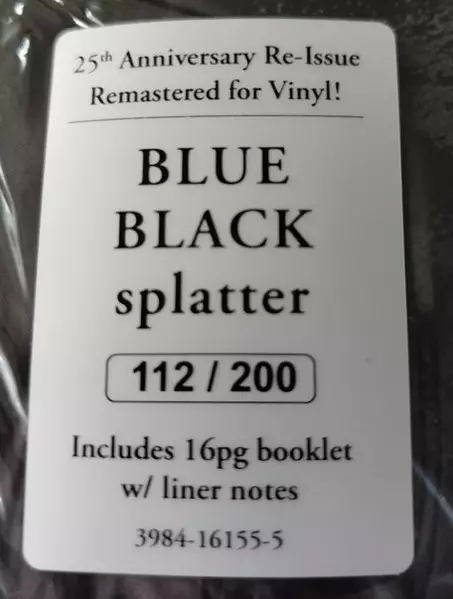 25th Anniversary Re-Issue
Remastered for Vinyl!
BLUE
BLACK
splatter
112 / 200
Includes 16pg booklet
w/ liner notes
3984-16155-5